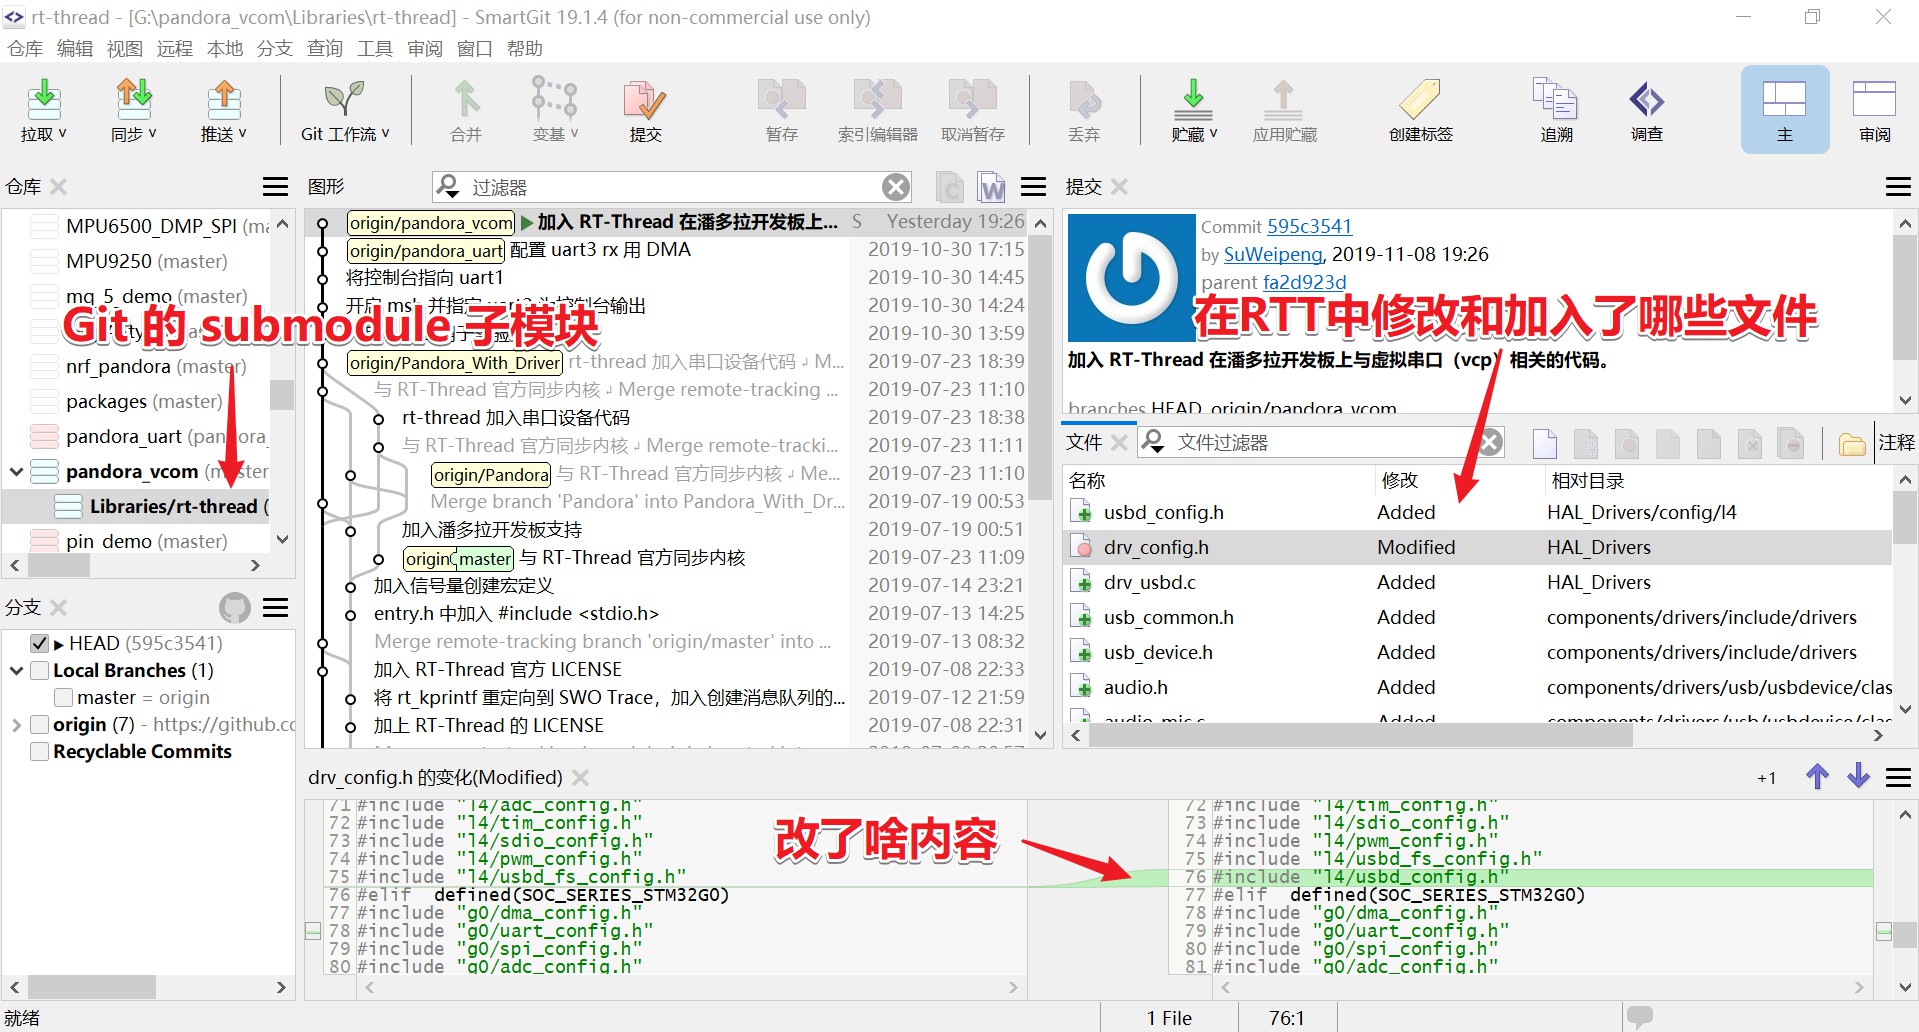 rt-thread - [G:\pandora_vcom\Libraries\rt-thread] - SmartGit 19.1.4 (for non-commercial use only)
仓库 编辑 视图 远程 本地 分支 查询 工具 审阅 窗口 帮助
拉取 同步 推送 Git 工作流 合并 变基 提交 暂存 索引编辑器 取消暂存 丢弃 贮藏 应用贮藏 创建标签 追溯 调查 主 审阅
仓库
MPU6500_DMP_SPI (ma
MPU9250 (master)
mq_5_demo (master)
Git 的 submodule 子模块
nrf_pandora (master)
packages (master)
pandora_uart (pandora_
pandora_vcom (master
Libraries/rt-thread (
pin_demo (master)
分支
HEAD (595c3541)
Local Branches (1)
master = origin
origin (7) - https://github.cc
Recyclable Commits
图形
过滤器
origin/pandora_vcom 加入 RT-Thread 在潘多拉开发板上... S Yesterday 19:26
origin/pandora_uart 配置 uart3 rx 用 DMA 2019-10-30 17:15
将控制台指向 uart1 2019-10-30 14:45
开启 msh 并指定 uart2 为控制台输出 2019-10-30 14:24
2019-10-30 13:59
origin/Pandora_With_Driver rt-thread 加入串口设备代码 ↲ M... 2019-07-23 18:39
与 RT-Thread 官方同步内核 ↲ Merge remote-tracking ... 2019-07-23 11:10
rt-thread 加入串口设备代码 2019-07-23 18:38
与 RT-Thread 官方同步内核 ↲ Merge remote-tracki... 2019-07-23 11:11
origin/Pandora 与 RT-Thread 官方同步内核 ↲ Me... 2019-07-23 11:10
Merge branch 'Pandora' into Pandora_With_Dr... 2019-07-19 00:53
加入潘多拉开发板支持 2019-07-19 00:51
origin master 与 RT-Thread 官方同步内核 2019-07-23 11:09
加入信号量创建宏定义 2019-07-14 23:21
entry.h 中加入 #include <stdio.h> 2019-07-13 14:25
Merge remote-tracking branch 'origin/master' into ... 2019-07-13 08:32
加入 RT-Thread 官方 LICENSE 2019-07-08 22:33
将 rt_kprintf 重定向到 SWO Trace，加入创建消息队列的... 2019-07-12 21:59
加上 RT-Thread 的 LICENSE 2019-07-08 22:31
提交
Commit 595c3541
by SuWeipeng, 2019-11-08 19:26
parent fa2d923d
在RTT中修改和加入了哪些文件
加入 RT-Thread 在潘多拉开发板上与虚拟串口（vcp）相关的代码。
branches HEAD, origin/pandora_vcom
文件 文件过滤器 注释
名称 修改 相对目录
usbd_config.h Added HAL_Drivers/config/l4
drv_config.h Modified HAL_Drivers
drv_usbd.c Added HAL_Drivers
usb_common.h Added components/drivers/include/drivers
usb_device.h Added components/drivers/include/drivers
audio.h Added components/drivers/usb/usbdevice/clas
audio_mic.c Added components/drivers/usb/usbdevice/clas
drv_config.h 的变化(Modified) +1
71 #include "l4/adc_config.h"
72 #include "l4/tim_config.h"
73 #include "l4/sdio_config.h"
74 #include "l4/pwm_config.h"
75 #include "l4/usbd_fs_config.h"
76 #elif defined(SOC_SERIES_STM32G0)
77 #include "g0/dma_config.h"
78 #include "g0/uart_config.h"
79 #include "g0/spi_config.h"
80 #include "g0/adc_config.h"
改了啥内容
72 #include "l4/tim_config.h"
73 #include "l4/sdio_config.h"
74 #include "l4/pwm_config.h"
75 #include "l4/usbd_fs_config.h"
76 #include "l4/usbd_config.h"
77 #elif defined(SOC_SERIES_STM32G0)
78 #include "g0/dma_config.h"
79 #include "g0/uart_config.h"
80 #include "g0/spi_config.h"
81 #include "g0/adc_config.h"
就绪 1 File 76:1